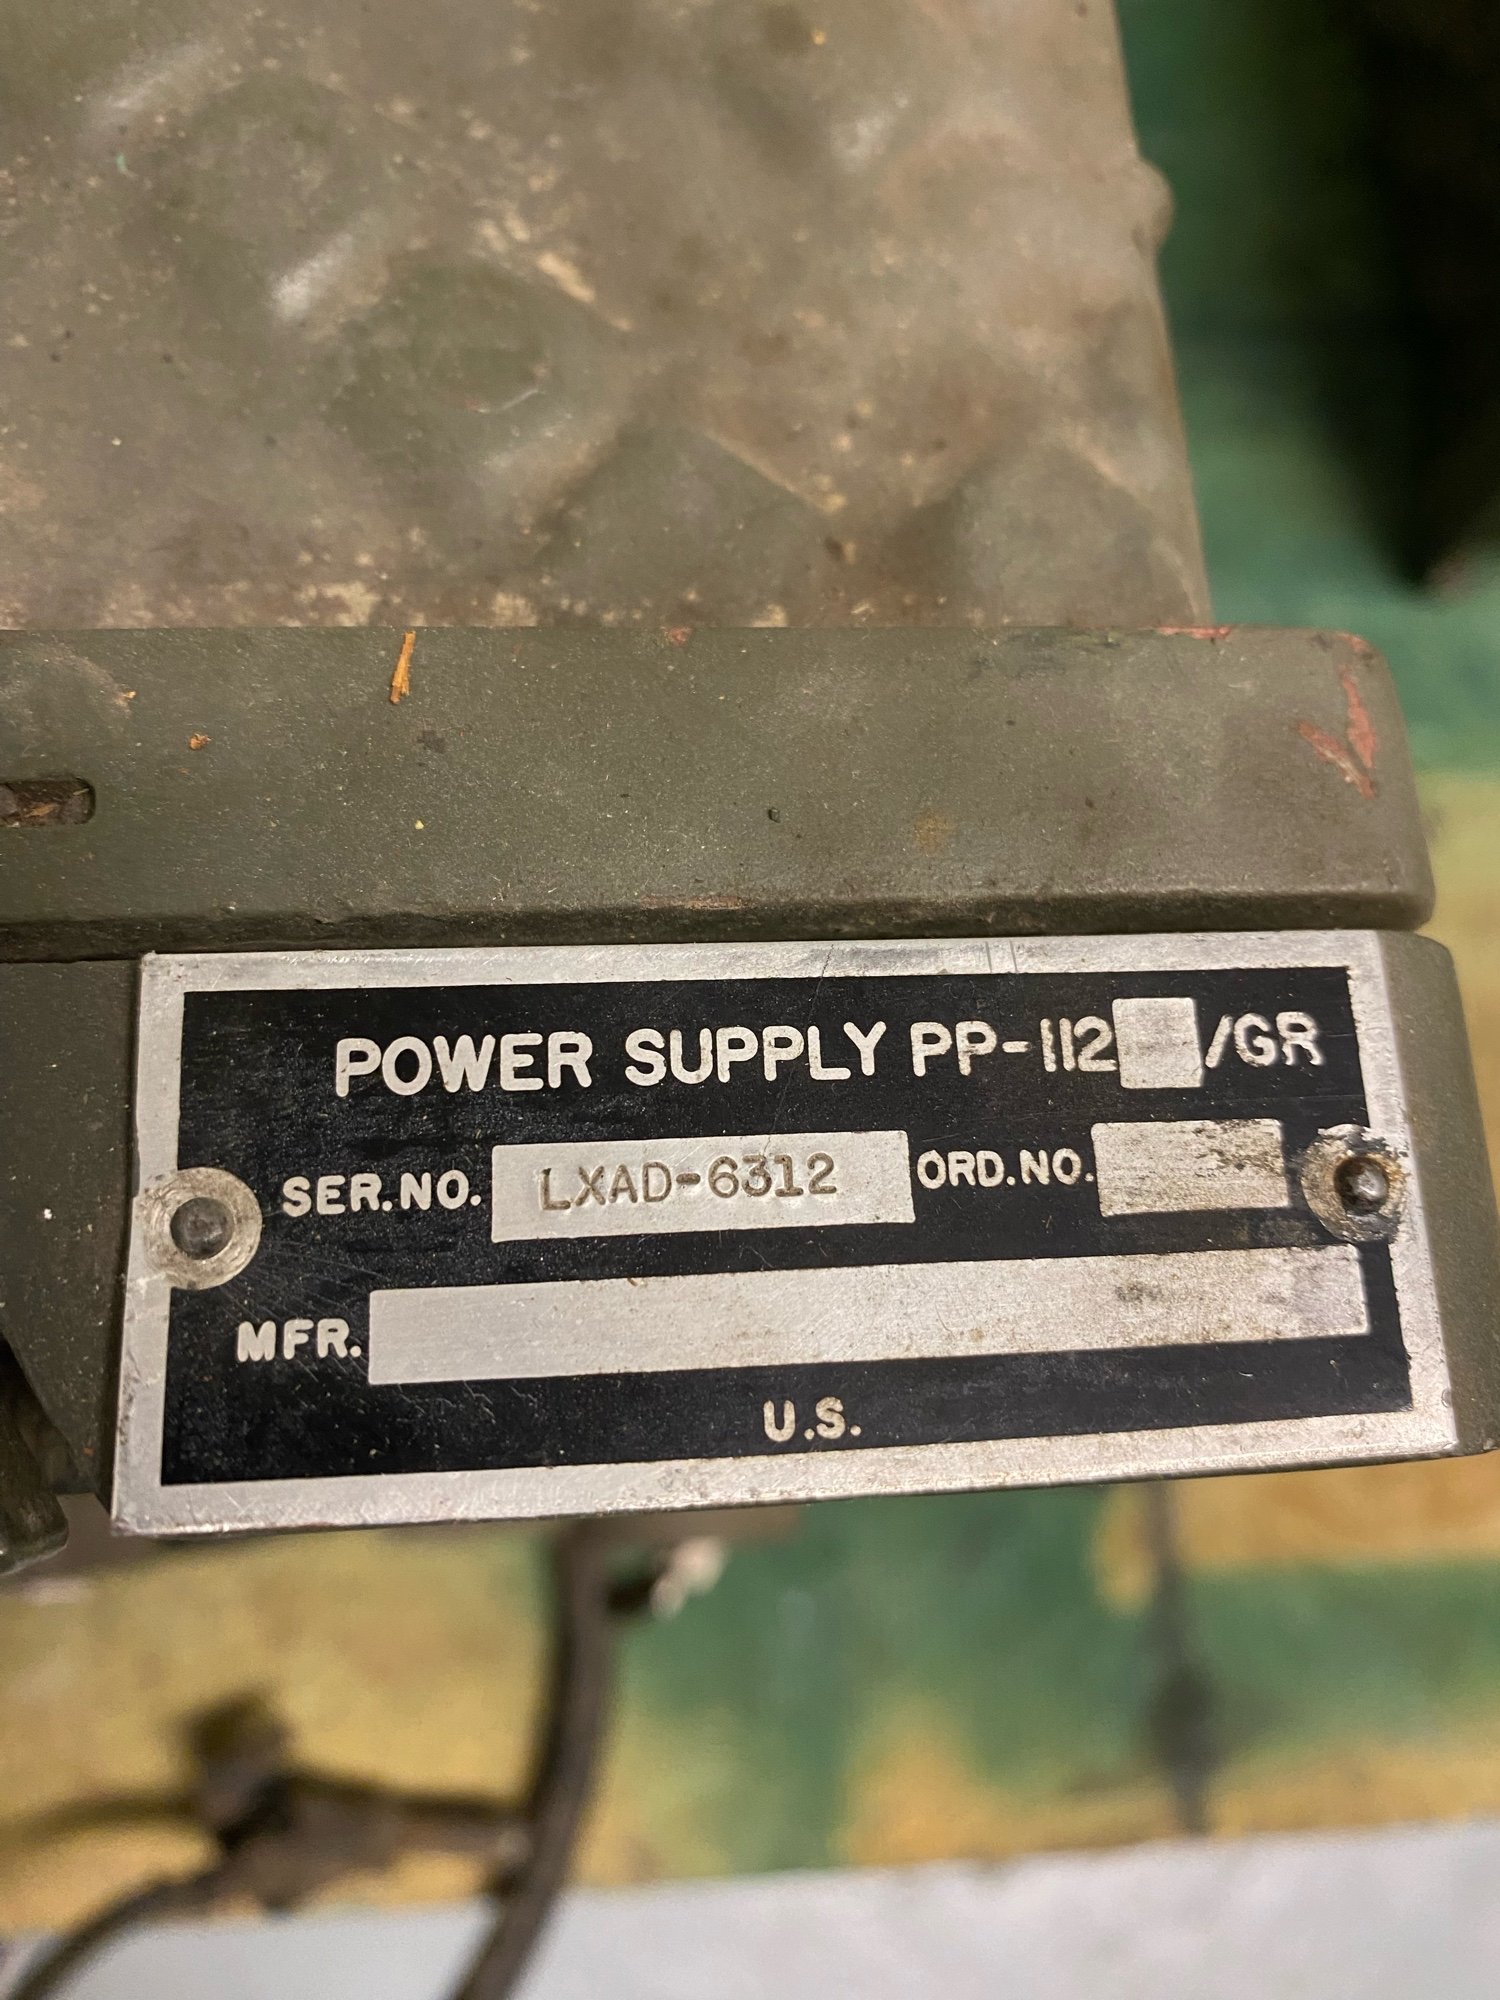 POWER SUPPLY PP-112 /GR
SER.NO. LXAD-6312 ORD.NO.
MFR.
U.S.